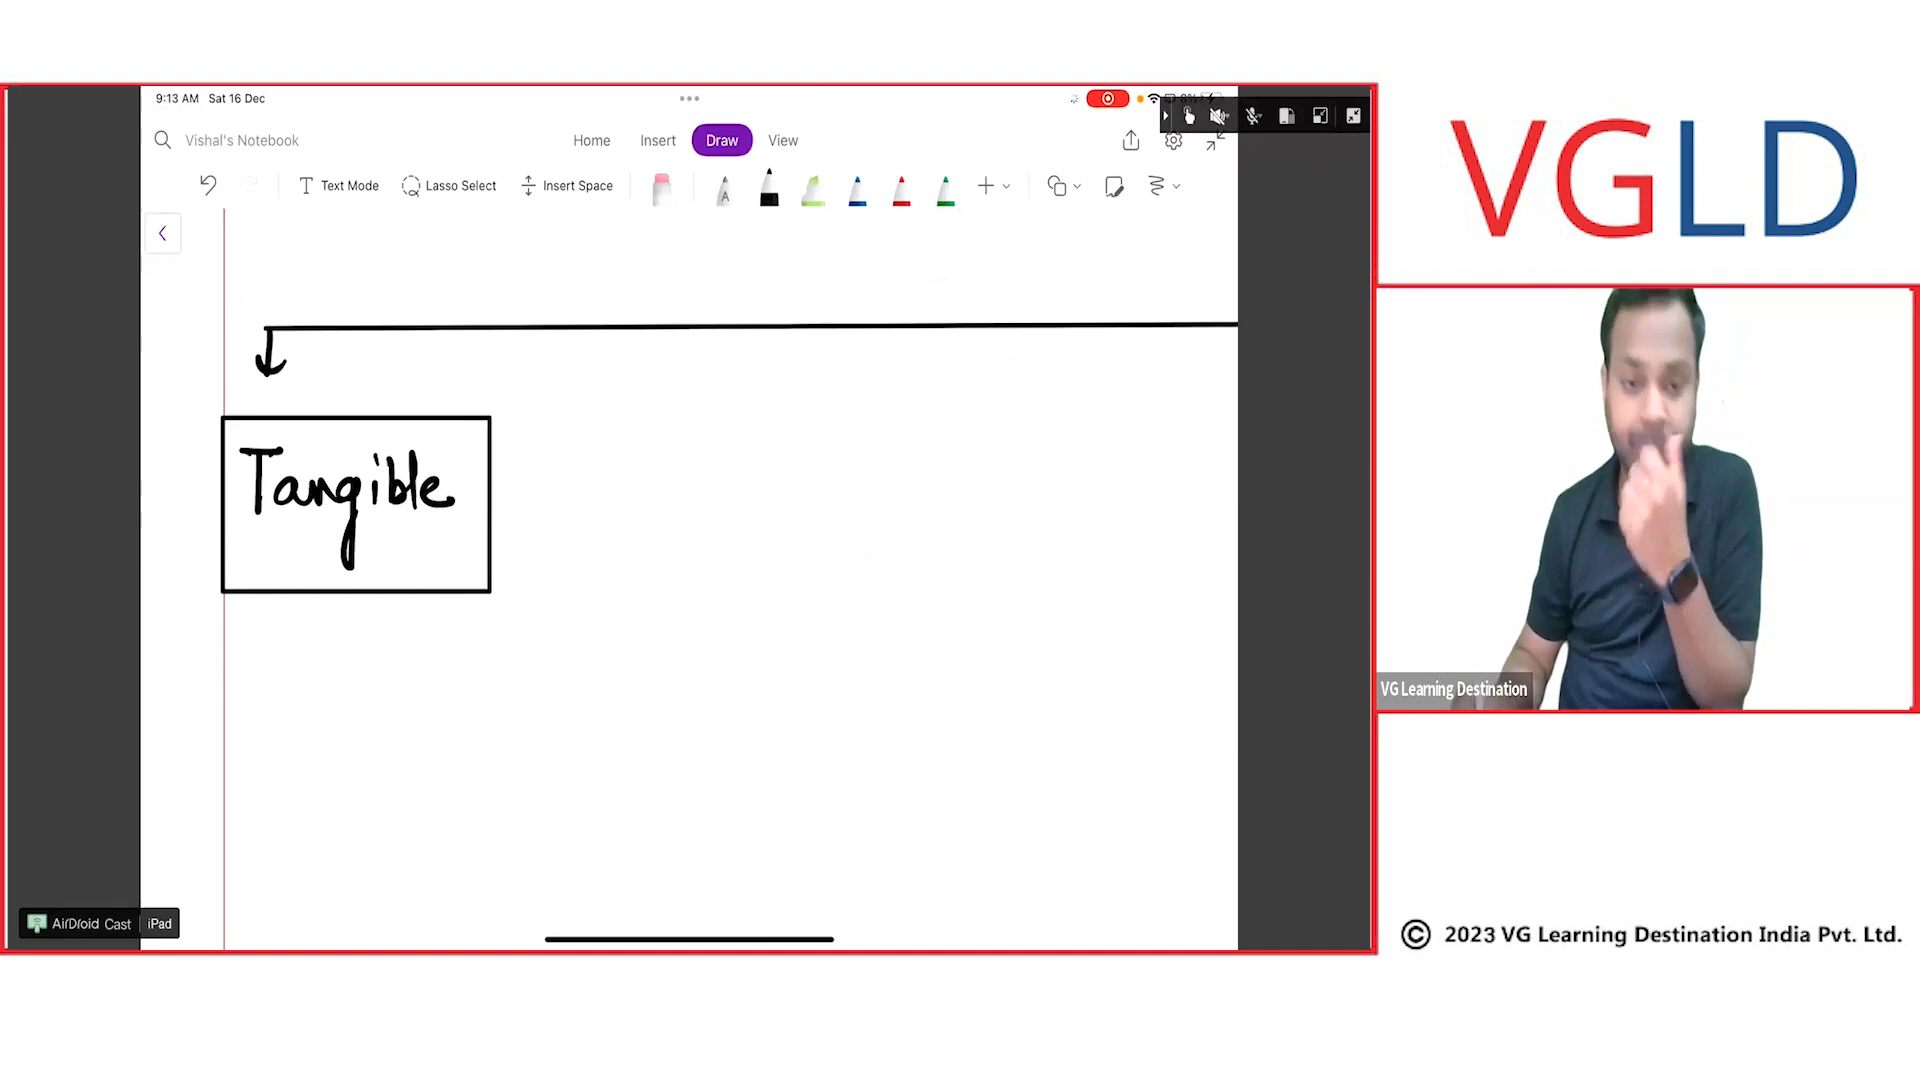 9:13 AM Sat 16 Dec
Vishal's Notebook
Home Insert Draw View
Text Mode Lasso Select Insert Space
A
Tangible
AirDroid Cast iPad
VGLD
VG Learning Destination
© 2023 VG Learning Destination India Pvt. Ltd.